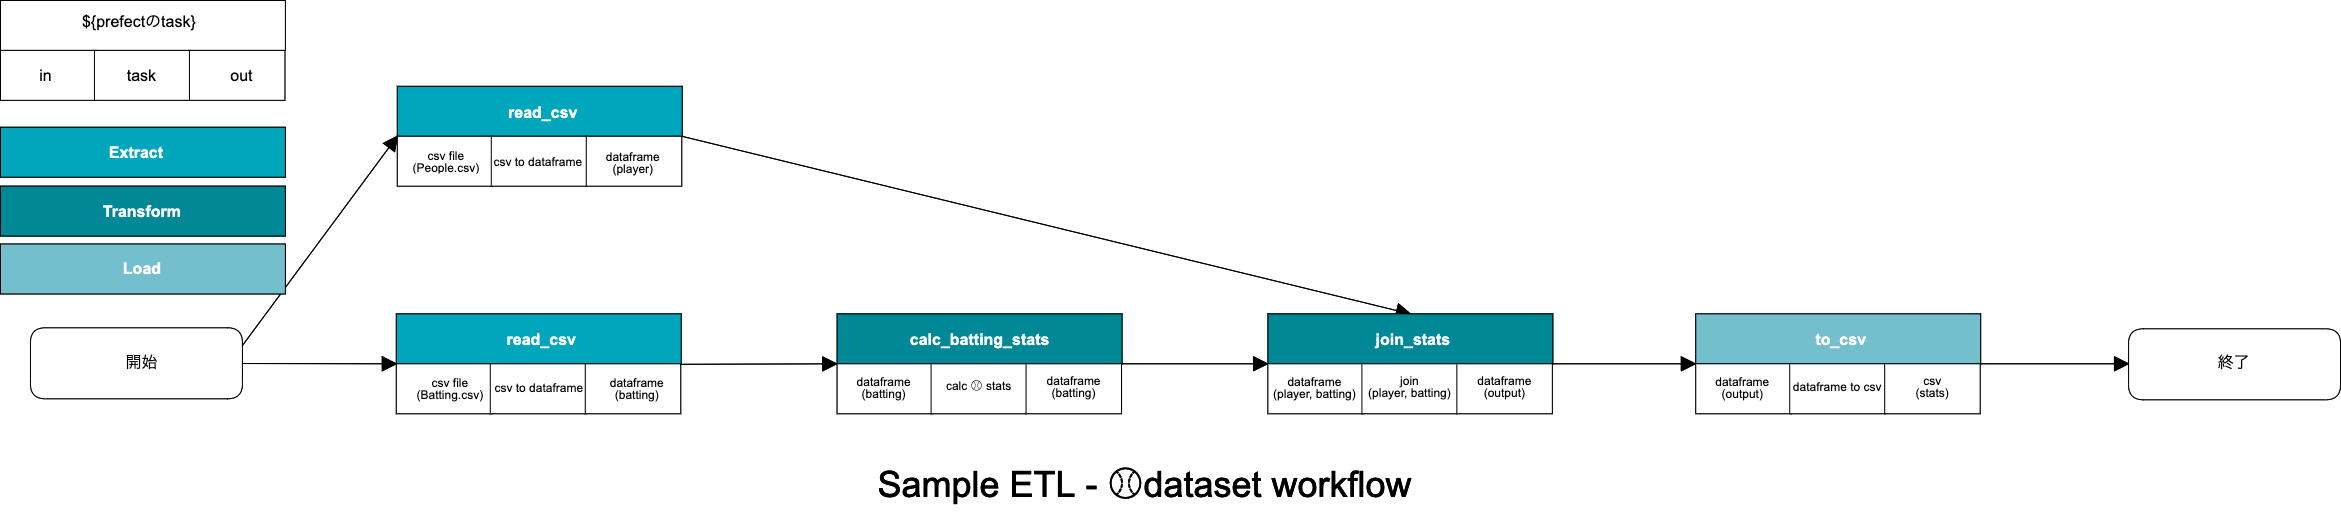 ${prefectのtask}
in
task
out
Extract
Transform
Load
開始
read_csv
csv file
(People.csv)
csv to dataframe
dataframe
(player)
read_csv
csv file
(Batting.csv)
csv to dataframe
dataframe
(batting)
calc_batting_stats
dataframe
(batting)
calc ⚾ stats
dataframe
(batting)
join_stats
dataframe
(player, batting)
join
(player, batting)
dataframe
(output)
to_csv
dataframe
(output)
dataframe to csv
csv
(stats)
終了
Sample ETL - ⚾dataset workflow